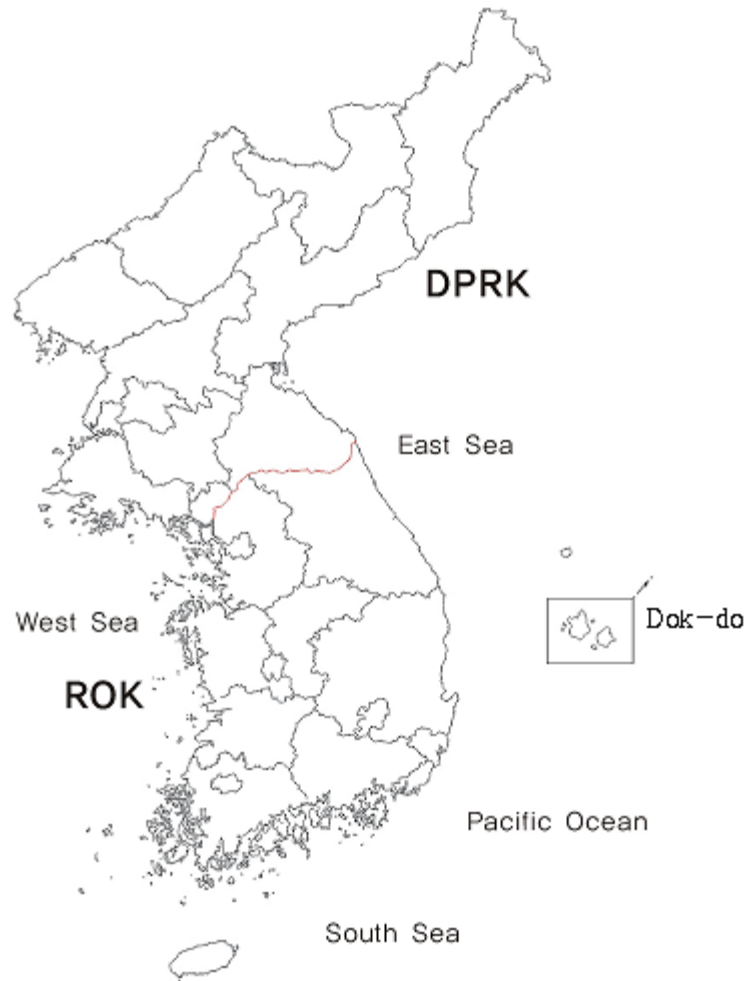 DPRK
East Sea
West Sea
Dok-do
ROK
Pacific Ocean
South Sea